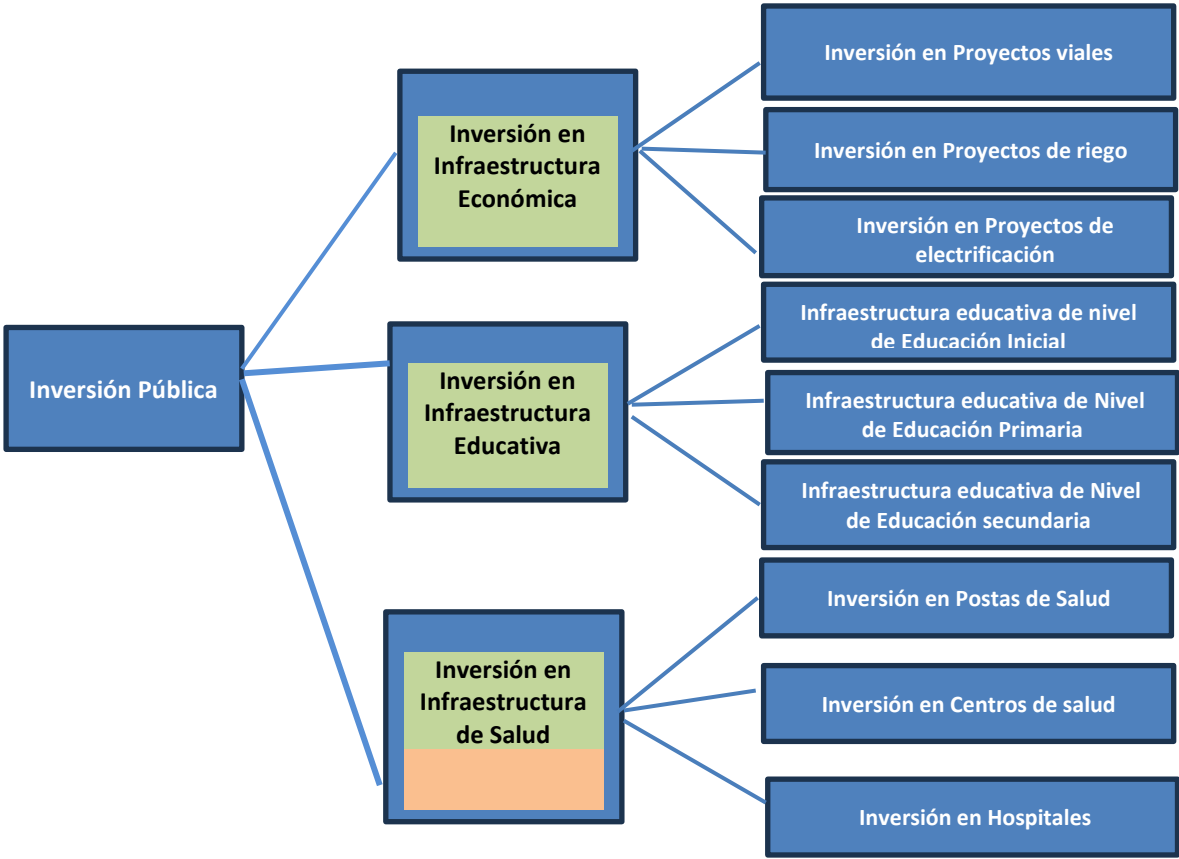 Inversión Pública
Inversión en
Infraestructura
Económica
Inversión en Proyectos viales
Inversión en Proyectos de riego
Inversión en Proyectos de
electrificación
Inversión en
Infraestructura
Educativa
Infraestructura educativa de nivel
de Educación Inicial
Infraestructura educativa de Nivel
de Educación Primaria
Infraestructura educativa de Nivel
de Educación secundaria
Inversión en
Infraestructura
de Salud
Inversión en Postas de Salud
Inversión en Centros de salud
Inversión en Hospitales